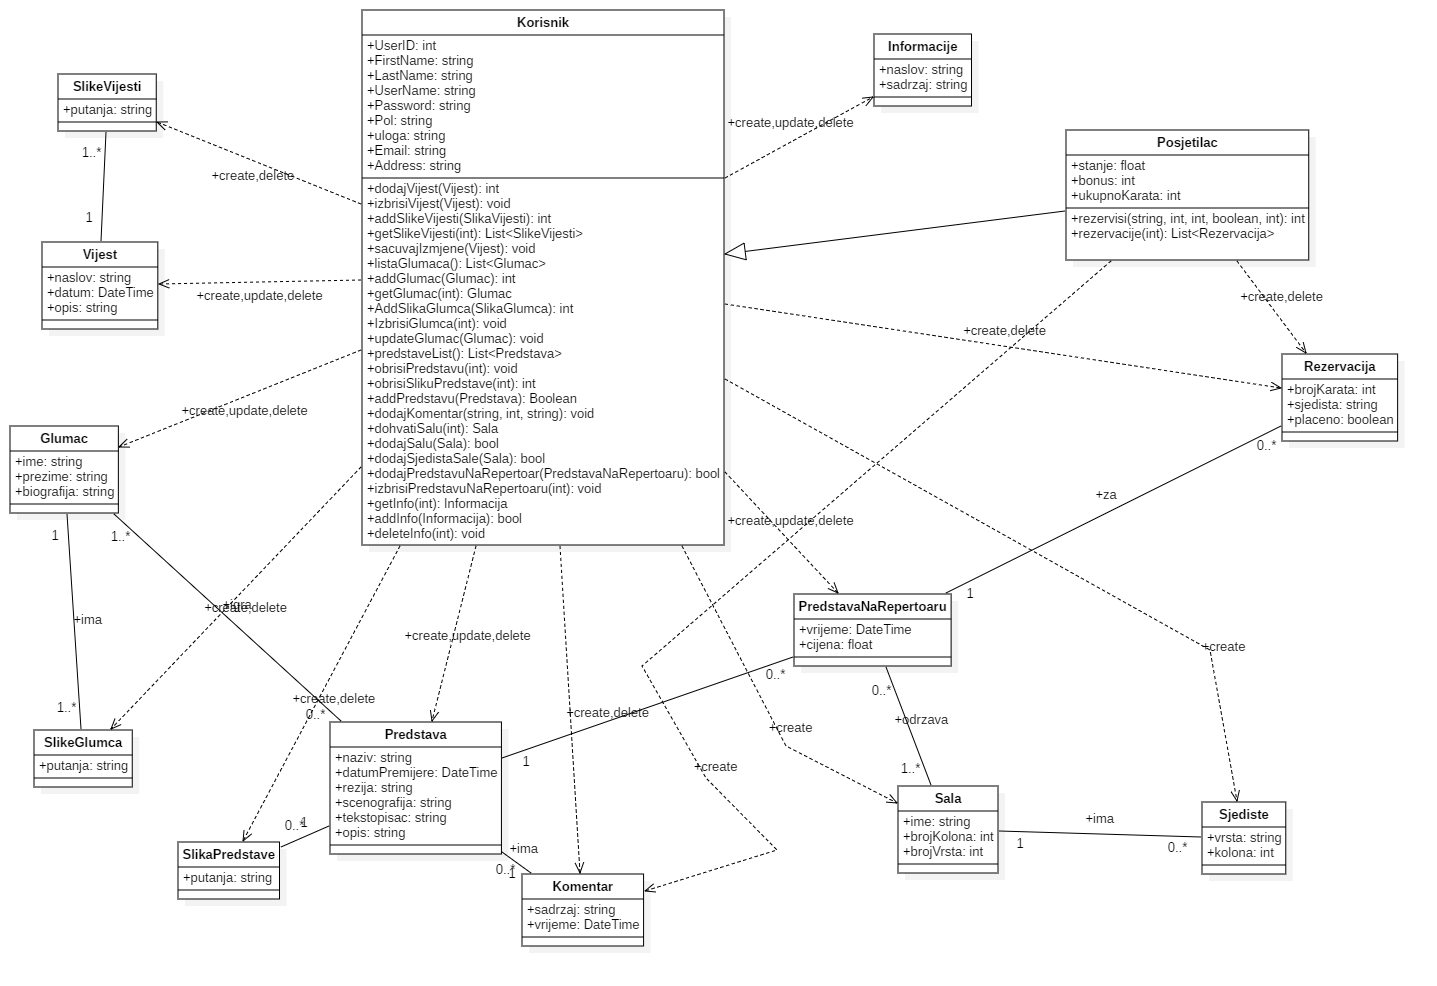 Korisnik
+UserID: int
+FirstName: string
+LastName: string
+UserName: string
+Password: string
+Pol: string
+uloga: string
+Email: string
+Address: string
+dodajVijest(Vijest): int
+izbrisiVijest(Vijest): void
+addSlikeVijesti(SlikaVijesti): int
+getSlikeVijesti(int): List<SlikeVijesti>
+sacuvajIzmjene(Vijest): void
+listaGlumaca(): List<Glumac>
+addGlumac(Glumac): int
+getGlumac(int): Glumac
+AddSlikaGlumca(SlikaGlumca): int
+IzbrisiGlumca(int): void
+updateGlumac(Glumac): void
+predstaveList(): List<Predstava>
+obrisiPredstavu(int): void
+obrisiSlikuPredstave(int): int
+addPredstavu(Predstava): Boolean
+dodajKomentar(string, int, string): void
+dohvatiSalu(int): Sala
+dodajSalu(Sala): bool
+dodajSjedistaSale(Sala): bool
+dodajPredstavuNaRepertoar(PredstavaNaRepertoaru): bool
+izbrisiPredstavuNaRepertoaru(int): void
+getInfo(int): Informacija
+addInfo(Informacija): bool
+deleteInfo(int): void
Informacije
+naslov: string
+sadrzaj: string
+create,update,delete
SlikeVijesti
+putanja: string
1..*
1
+create,delete
Vijest
+naslov: string
+datum: DateTime
+opis: string
+create,update,delete
Posjetilac
+stanje: float
+bonus: int
+ukupnoKarata: int
+rezervisi(string, int, int, boolean, int): int
+rezervacije(int): List<Rezervacija>
+create,delete
+create,delete
Rezervacija
+brojKarata: int
+sjedista: string
+placeno: boolean
0..*
+za
1
+create,update,delete
Glumac
+ime: string
+prezime: string
+biografija: string
1
1..*
+ima
1..*
+igra
+create,delete
SlikeGlumca
+putanja: string
+create,update,delete
+create,update,delete
PredstavaNaRepertoaru
+vrijeme: DateTime
+cijena: float
0..*
0..*
+create
+create,delete
0..*
+create,delete
Predstava
+naziv: string
+datumPremijere: DateTime
+rezija: string
+scenografija: string
+tekstopisac: string
+opis: string
1
+create
+create
+odrzava
1..*
Sala
+ime: string
+brojKolona: int
+brojVrsta: int
1
+ima
0..*
Sjediste
+vrsta: string
+kolona: int
0..*
1
SlikaPredstave
+putanja: string
+ima
0..*
1
Komentar
+sadrzaj: string
+vrijeme: DateTime